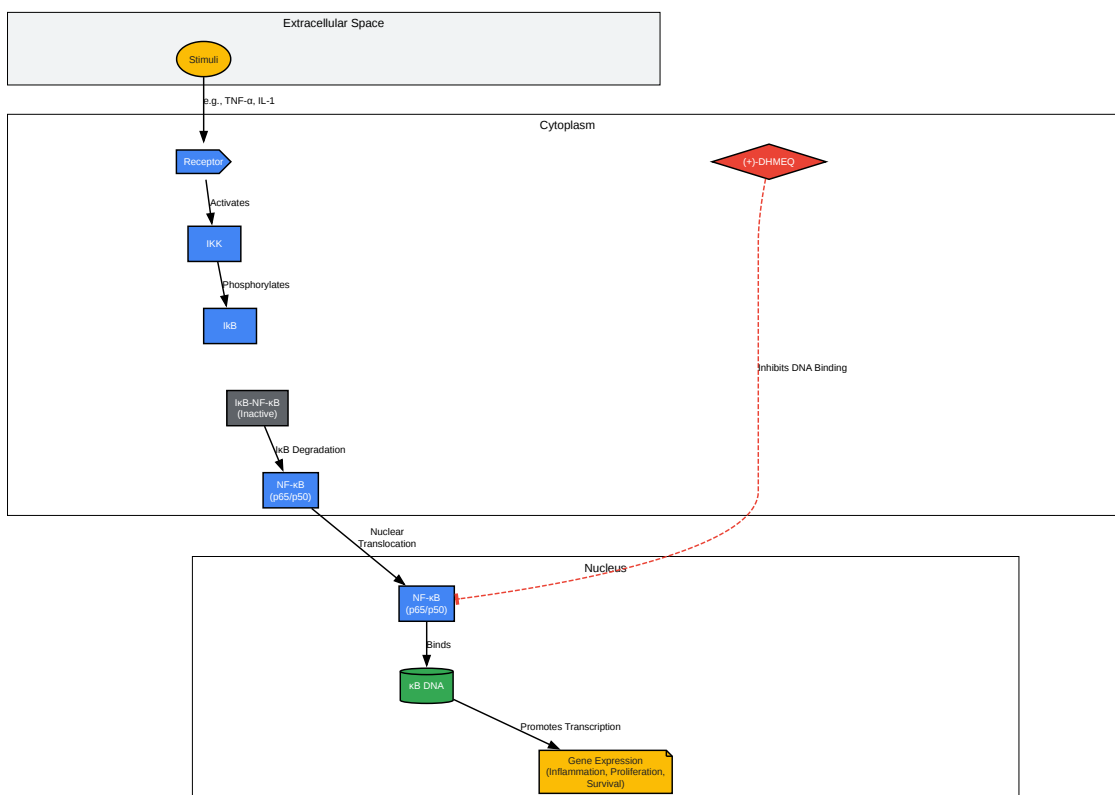 Extracellular Space
Stimuli
e.g., TNF-α, IL-1
Cytoplasm
Receptor
(+)-DHMEQ
Activates
IKK
Phosphorylates
IkB
Inhibits DNA Binding
IκB-NF-κB
(Inactive)
IκB Degradation
NF-κB
(p65/p50)
Nuclear
Translocation
Nucleus
NF-κB
(p65/p50)
Binds
κB DNA
Promotes Transcription
Gene Expression
(Inflammation, Proliferation,
Survival)